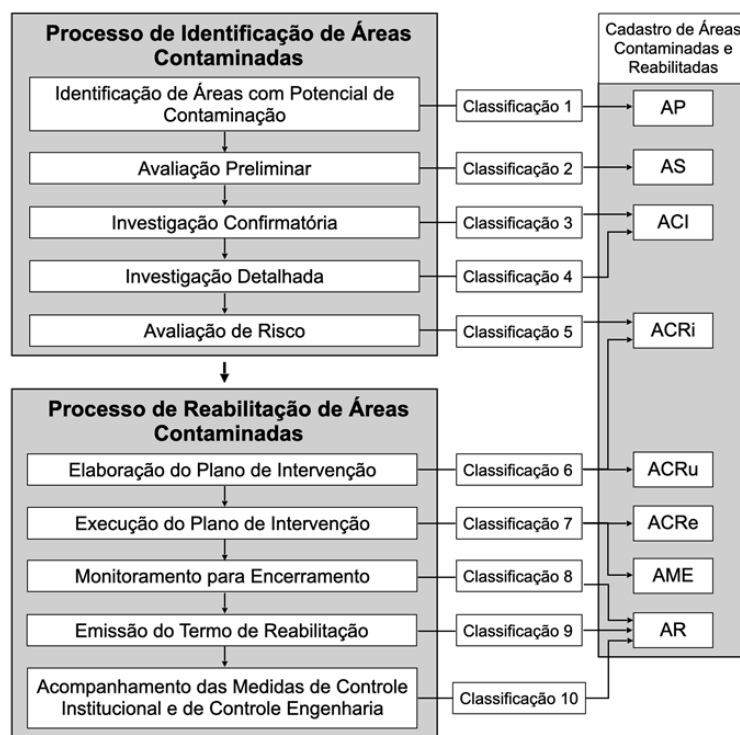 Processo de Identificação de Áreas
Contaminadas
Identificação de Áreas com Potencial de
Contaminação
Avaliação Preliminar
Investigação Confirmatória
Investigação Detalhada
Avaliação de Risco
Classificação 1
Classificação 2
Classificação 3
Classificação 4
Classificação 5
Cadastro de Áreas
Contaminadas e
Reabilitadas
AP
AS
ACI
ACRi
Processo de Reabilitação de Áreas
Contaminadas
Elaboração do Plano de Intervenção
Execução do Plano de Intervenção
Monitoramento para Encerramento
Emissão do Termo de Reabilitação
Acompanhamento das Medidas de Controle
Institucional e de Controle Engenharia
Classificação 6
Classificação 7
Classificação 8
Classificação 9
Classificação 10
ACRu
ACRe
AME
AR